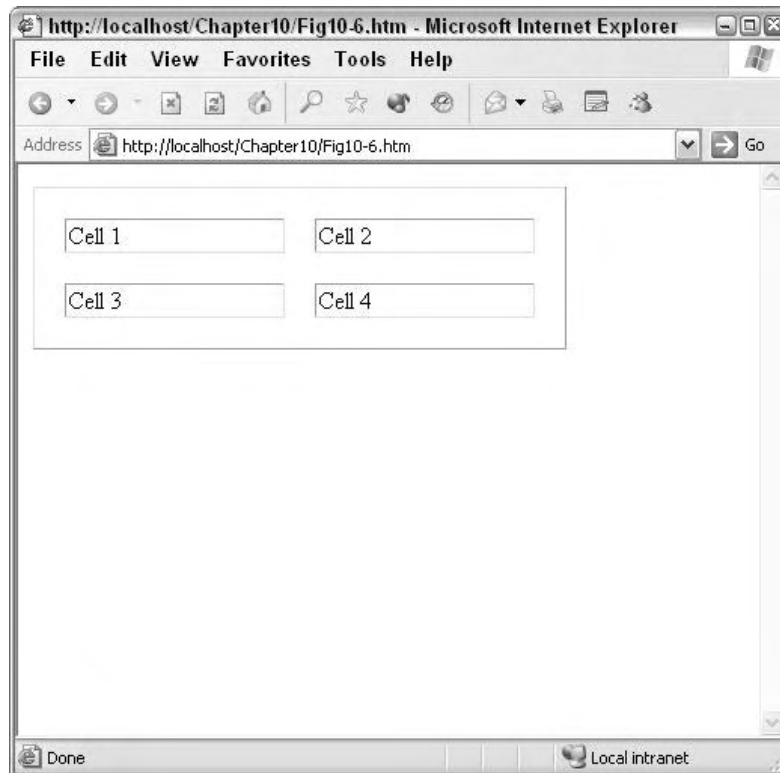 http://localhost/Chapter10/Fig10-6.htm - Microsoft Internet Explorer
File Edit View Favorites Tools Help
Address http://localhost/Chapter10/Fig10-6.htm Go
Cell 1 Cell 2
Cell 3 Cell 4
Done Local intranet